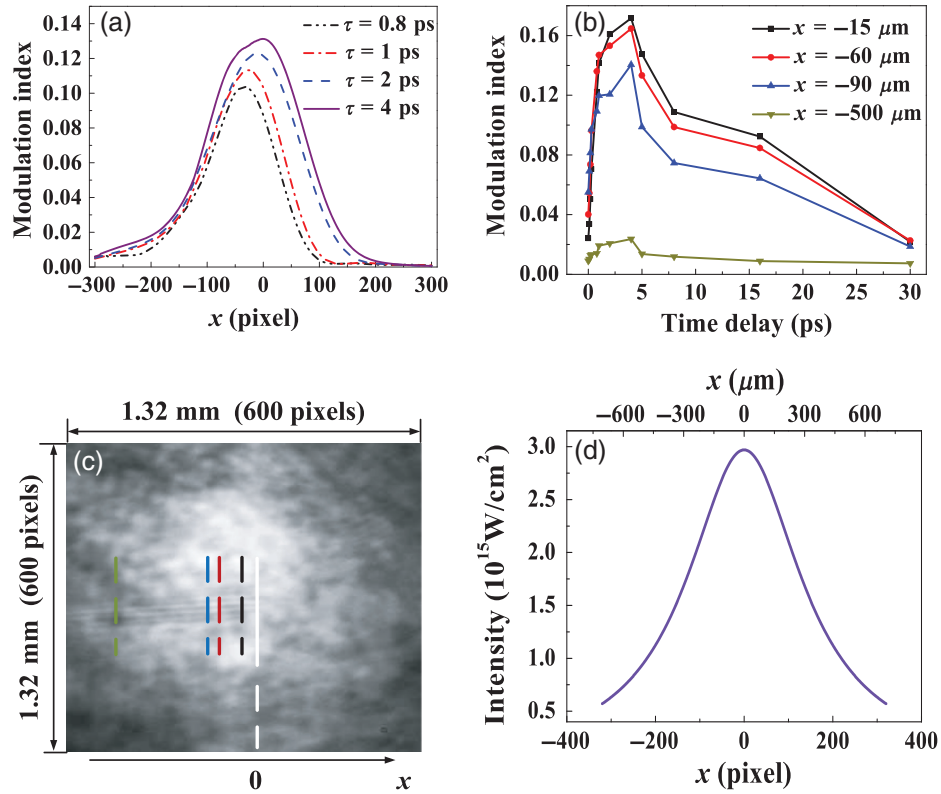 (a)
τ = 0.8 ps
τ = 1 ps
τ = 2 ps
τ = 4 ps
Modulation index
0.14
0.12
0.10
0.08
0.06
0.04
0.02
0.00
−300 −200 −100 0 100 200 300
x (pixel)
(b)
x = −15 μm
x = −60 μm
x = −90 μm
x = −500 μm
Modulation Index
0.16
0.12
0.08
0.04
0.00
0 5 10 15 20 25 30
Time delay (ps)
1.32 mm (600 pixels)
(c)
1.32 mm (600 pixels)
0 x
x (μm)
−600 −300 0 300 600
(d)
Intensity (10¹⁵W/cm²)
3.0
2.5
2.0
1.5
1.0
0.5
−400 −200 0 200 400
x (pixel)